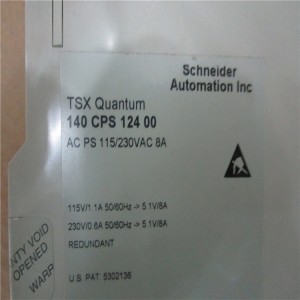 Schneider
Automation Inc
TSX Quantum
140 CPS 124 00
AC PS 115/230VAC 8A
115V/1.1A 50/60Hz -> 5.1V/8A
230V/0.6A 50/60Hz -> 5.1V/8A
REDUNDANT
U.S. PAT. 5302136
NTY VOID
OPENED
WARR